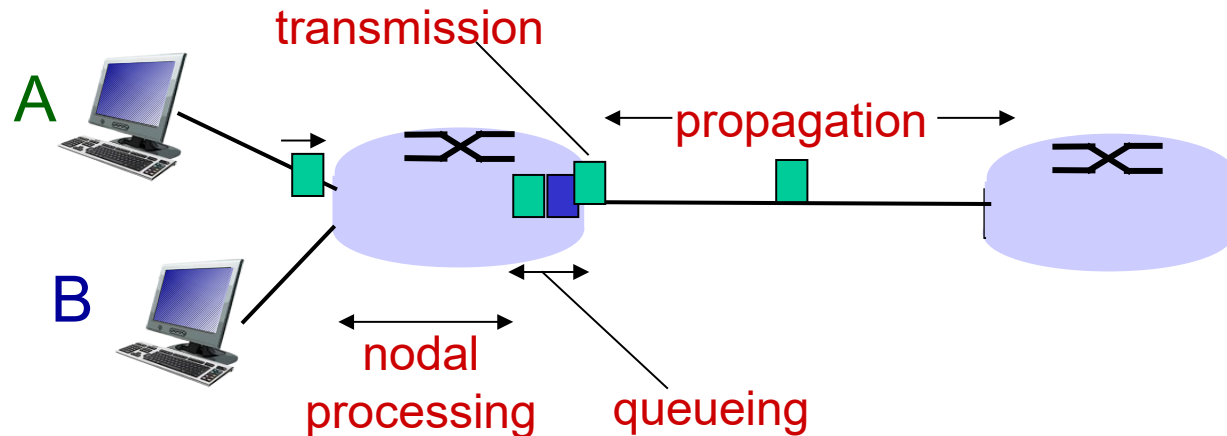 transmission
A
propagation
B
nodal
processing
queueing